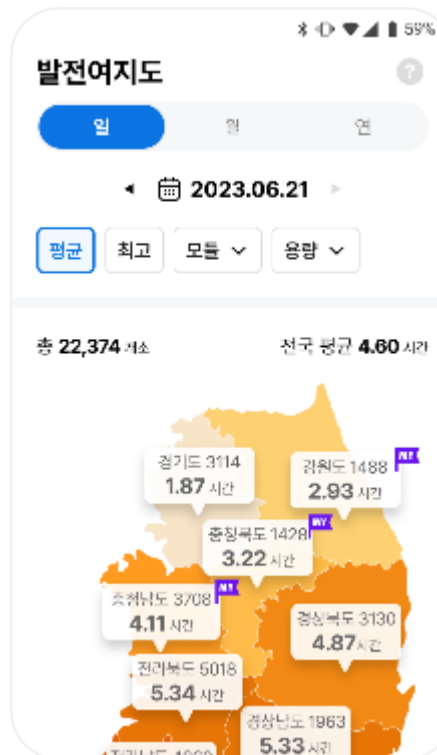 59%
발전여지도
?
일 월 연
2023.06.21
평균 최고 모듈 용량
총 22,374 개소 전국 평균 4.60 시간
경기도 3114
1.87 시간
강원도 1488 MY
2.93 시간
충청북도 1428 MY
3.22 시간
충청남도 3708 MY
4.11 시간
경상북도 3130
4.87 시간
전라북도 5018
5.34 시간
경상남도 1963
5.33 시간